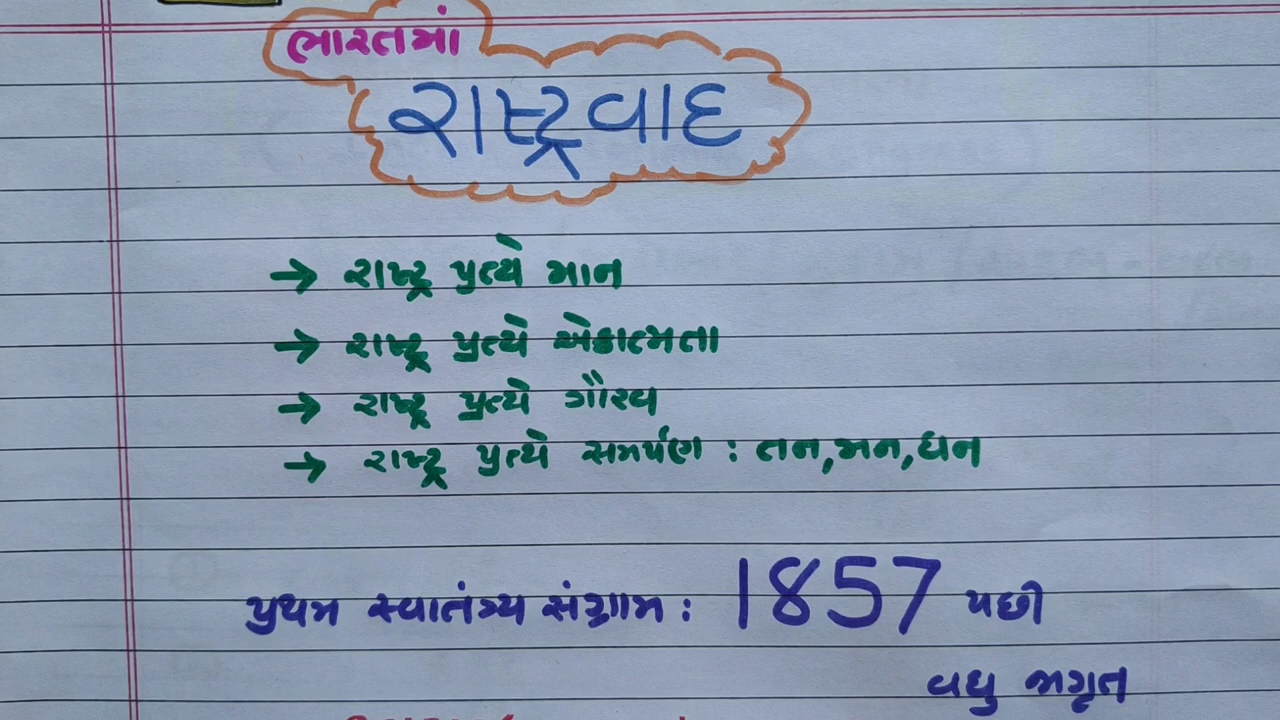 ભારતમાં
રાષ્ટ્રવાદ
→ રાષ્ટ્ર પ્રત્યે માન
→ રાષ્ટ્ર પ્રત્યે એકાત્મતા
→ રાષ્ટ્ર પ્રત્યે ગૌરવ
→ રાષ્ટ્ર પ્રત્યે સમર્પણ : તન,મન,ધન
પ્રથમ સ્વાતંત્ર્ય સંગ્રામ : 1857 પછી
વધુ જાગૃત